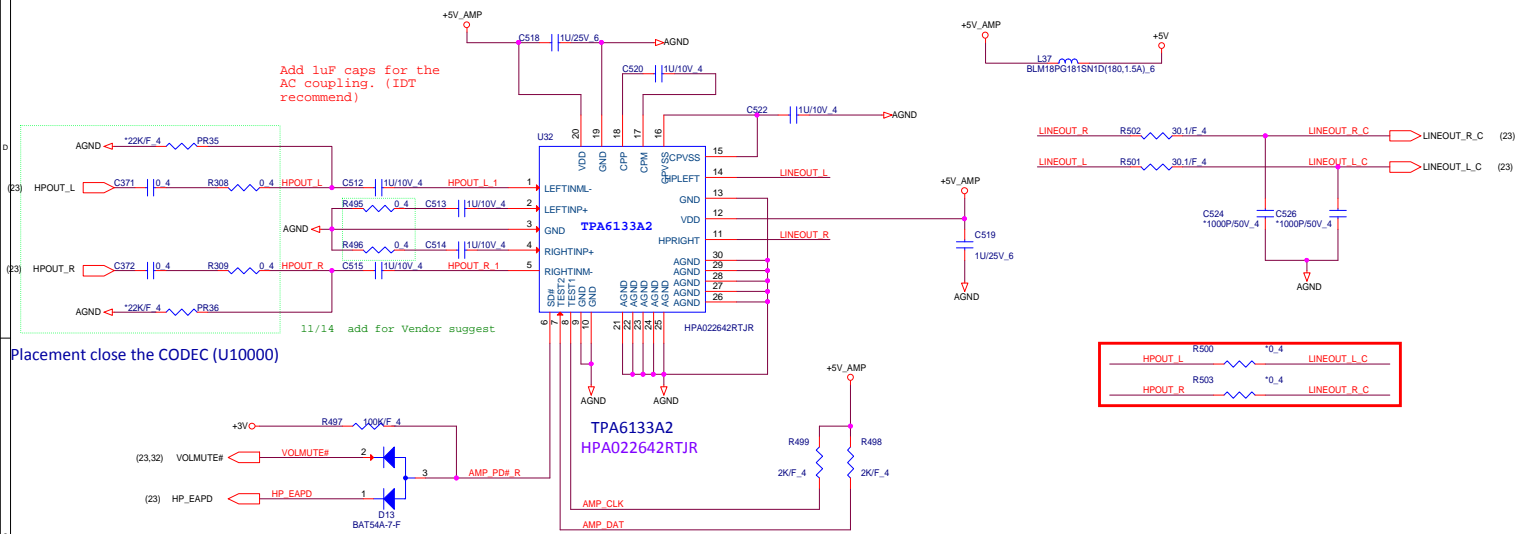 +5V_AMP
C518
1U/25V_6
AGND
+5V_AMP
+5V
L37
BLM18PG181SN1D(180,1.5A)_6
Add 1uF caps for the
AC coupling. (IDT
recommend)
C520
1U/10V_4
C522
1U/10V_4
AGND
U32
20
19
18
17
16
VDD
GND
CPP
CPM
CPVSS
D
AGND
*22K/F_4
PR35
(23)
HPOUT_L
C371
0_4
R308
0_4
HPOUT_L
C512
1U/10V_4
HPOUT_L_1
1
LEFTINML-
R495
0_4
C513
1U/10V_4
2
LEFTINP+
AGND
3
GND
R496
0_4
C514
1U/10V_4
4
RIGHTINP+
(23)
HPOUT_R
C372
0_4
R309
0_4
HPOUT_R
C515
1U/10V_4
HPOUT_R_1
5
RIGHTINM-
AGND
*22K/F_4
PR36
TPA6133A2
CPVSS
15
HPLEFT
14
LINEOUT_L
GND
13
VDD
12
HPRIGHT
11
LINEOUT_R
AGND
30
AGND
29
AGND
28
AGND
27
AGND
26
+5V_AMP
C519
1U/25V_6
AGND
SD#
TEST2
TEST1
GND
GND
AGND
AGND
AGND
AGND
AGND
6
7
8
9
10
21
22
23
24
25
HPA022642RTJR
11/14 add for Vendor suggest
Placement close the CODEC (U10000)
AGND
AGND
TPA6133A2
HPA022642RTJR
LINEOUT_R
R502
30.1/F_4
LINEOUT_R_C
LINEOUT_R_C
(23)
LINEOUT_L
R501
30.1/F_4
LINEOUT_L_C
LINEOUT_L_C
(23)
C524
*1000P/50V_4
C526
*1000P/50V_4
AGND
HPOUT_L
R500
*0_4
LINEOUT_L_C
HPOUT_R
R503
*0_4
LINEOUT_R_C
+3V
R497
100K/F_4
(23,32)
VOLMUTE#
VOLMUTE#
2
3
AMP_PD#_R
(23)
HP_EAPD
HP_EAPD
1
D13
BAT54A-7-F
+5V_AMP
R499
2K/F_4
R498
2K/F_4
AMP_CLK
AMP_DAT